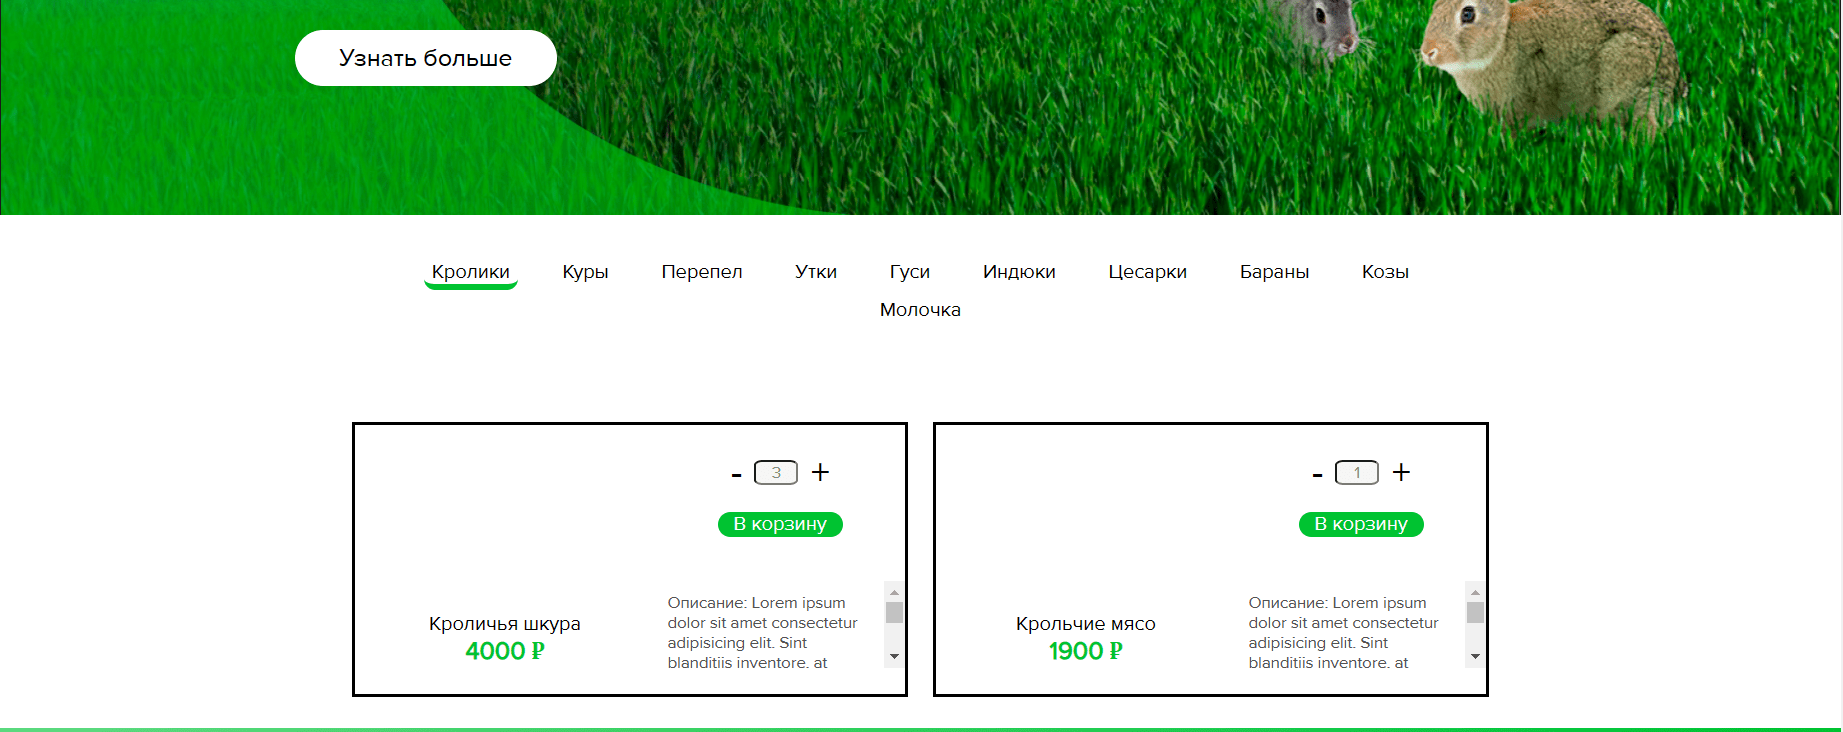 Узнать больше
Кролики Куры Перепел Утки Гуси Индюки Цесарки Бараны Козы
Молочка
- 3 +
В корзину
Кроличья шкура
4000 ₽
Описание: Lorem ipsum
dolor sit amet consectetur
adipisicing elit. Sint
blanditiis inventore, at
- 1 +
В корзину
Крольчие мясо
1900 ₽
Описание: Lorem ipsum
dolor sit amet consectetur
adipisicing elit. Sint
blanditiis inventore, at